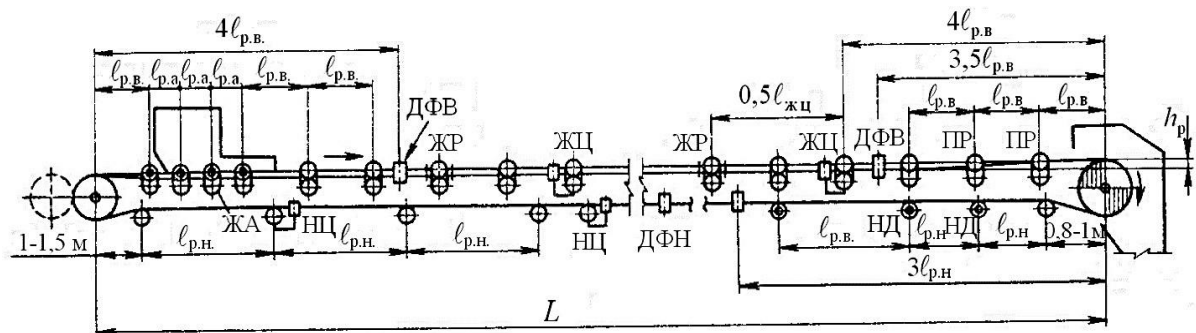 4ℓр.в. 4ℓр.в
3,5ℓр.в
ℓр.в. ℓр.а ℓр.а ℓр.а ℓр.в. ℓр.в. 0,5ℓжц ℓр.в ℓр.в ℓр.в
hр
ДФВ ЖР ЖЦ ЖР ЖЦ ДФВ ПР ПР
ЖА НЦ НЦ ДФН НД НД
1-1,5 м ℓр.н. ℓр.н. ℓр.н. ℓр.в. ℓр.н ℓр.н 0,8-1м
3ℓр.н
L